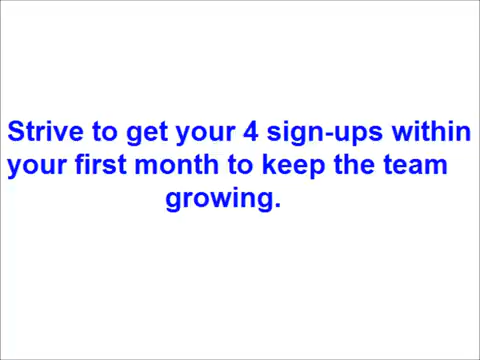 Strive to get your 4 sign-ups within
your first month to keep the team
growing.